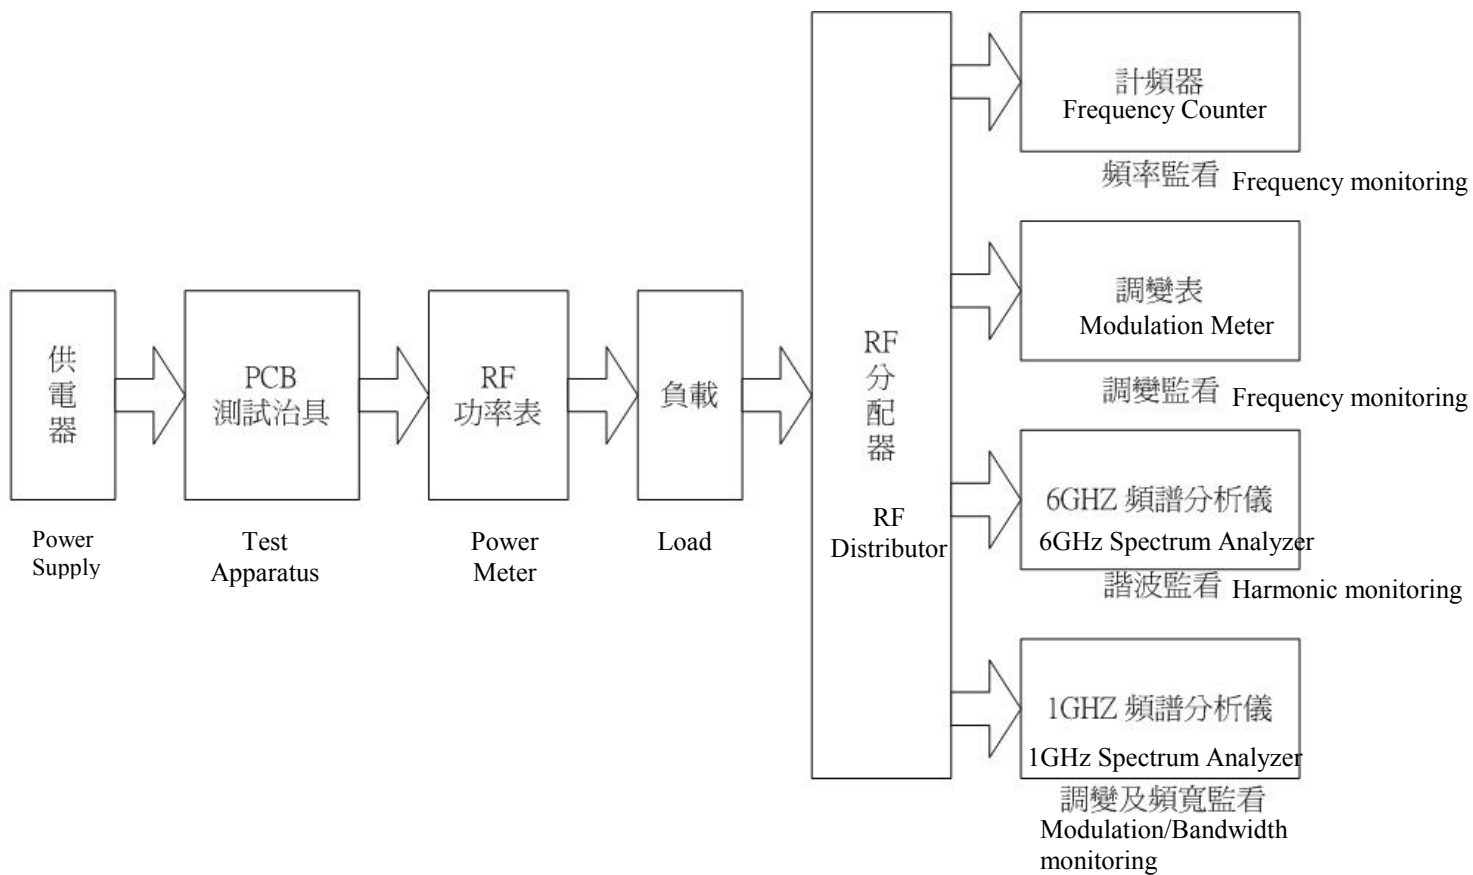 供
電
器
Power
Supply
PCB
測試治具
Test
Apparatus
RF
功率表
Power
Meter
負載
Load
RF
分
配
器
RF
Distributor
計頻器
Frequency Counter
頻率監看 Frequency monitoring
調變表
Modulation Meter
調變監看 Frequency monitoring
6GHZ 頻譜分析儀
6GHz Spectrum Analyzer
諧波監看 Harmonic monitoring
1GHZ 頻譜分析儀
1GHz Spectrum Analyzer
調變及頻寬監看
Modulation/Bandwidth
monitoring